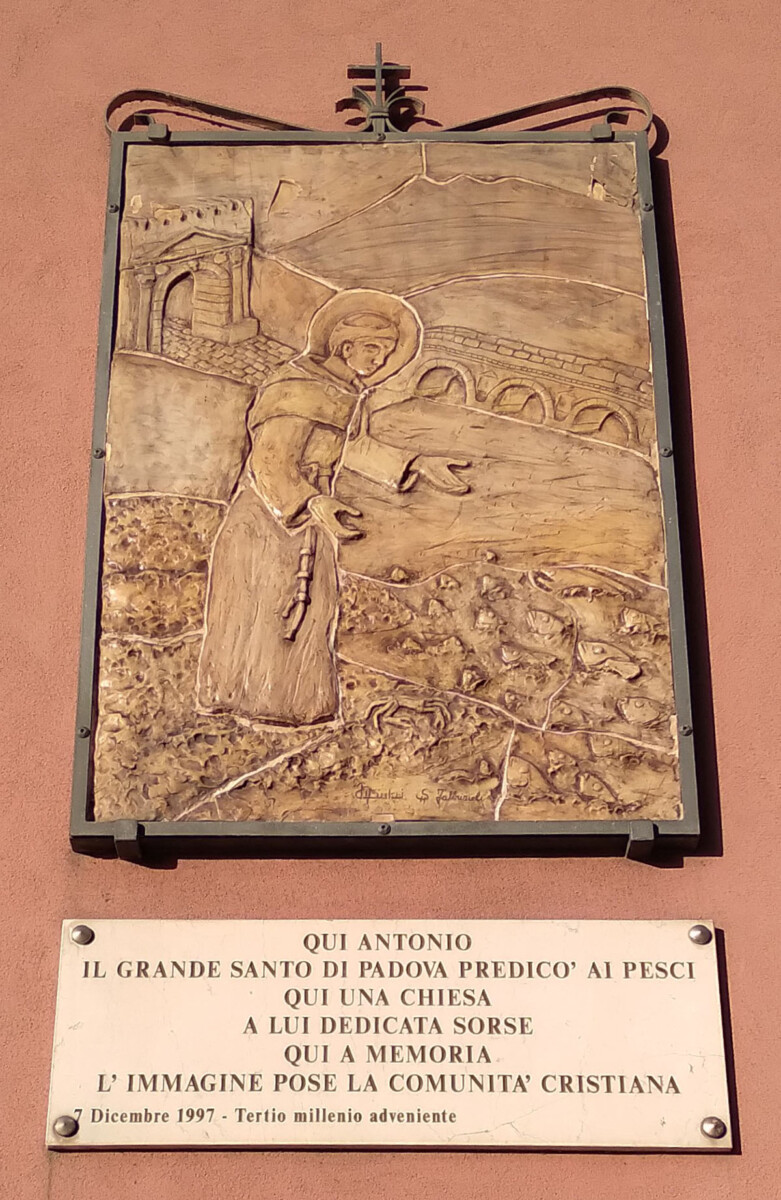 QUI ANTONIO
IL GRANDE SANTO DI PADOVA PREDICO' AI PESCI
QUI UNA CHIESA
A LUI DEDICATA SORSE
QUI A MEMORIA
L' IMMAGINE POSE LA COMUNITA' CRISTIANA
7 Dicembre 1997 - Tertio millenio adveniente